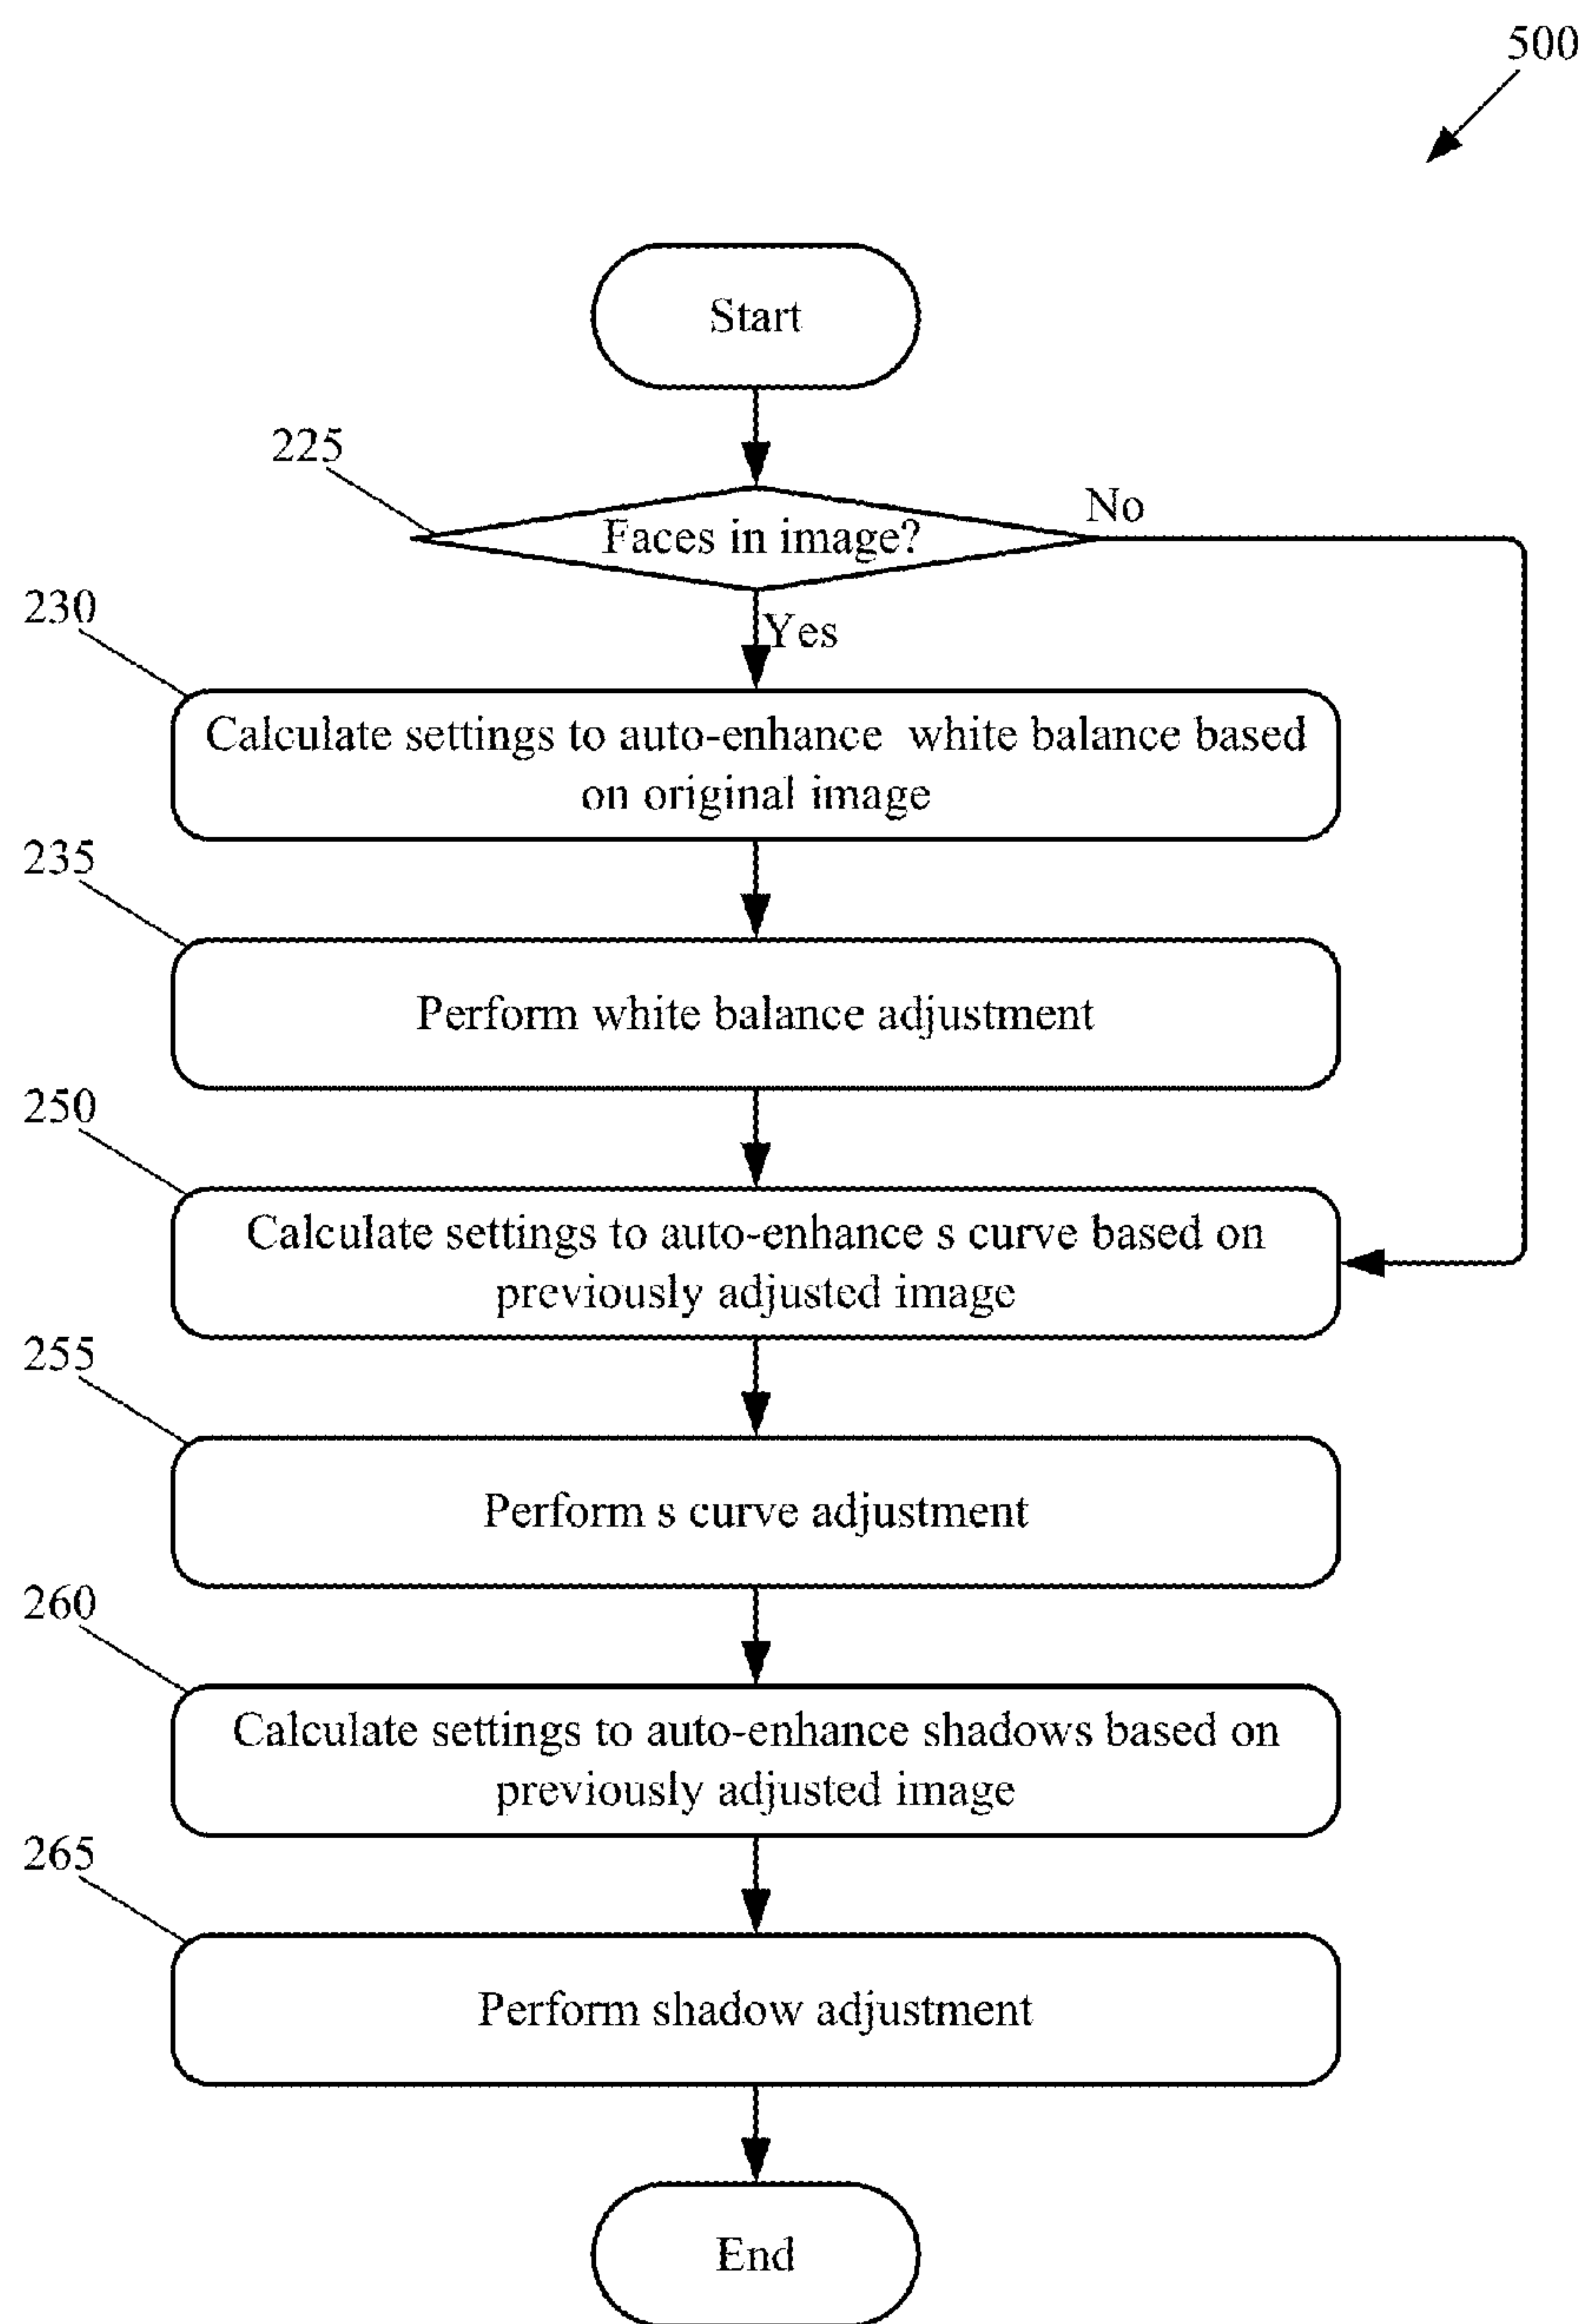 500
Start
225
Faces in image?
No
Yes
230
Calculate settings to auto-enhance white balance based
on original image
235
Perform white balance adjustment
250
Calculate settings to auto-enhance s curve based on
previously adjusted image
255
Perform s curve adjustment
260
Calculate settings to auto-enhance shadows based on
previously adjusted image
265
Perform shadow adjustment
End